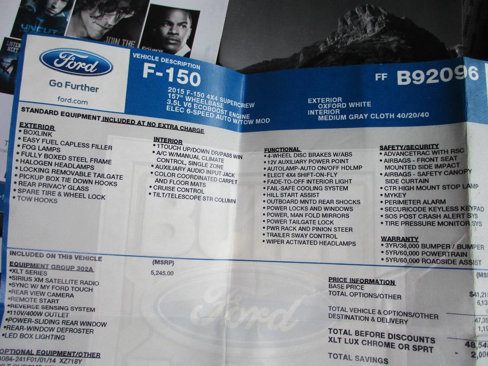 UNCUT
JOIN THE
Ford
Go Further
ford.com
VEHICLE DESCRIPTION
F-150
2015 F-150 4X4 SUPERCREW
157" WHEELBASE
3.5L V6 ECOBOOST ENGINE
ELEC 6-SPEED AUTO W/TOW MOD
FF B92096
EXTERIOR
OXFORD WHITE
INTERIOR
MEDIUM GRAY CLOTH 40/20/40
STANDARD EQUIPMENT INCLUDED AT NO EXTRA CHARGE
EXTERIOR
• BOXLINK
• EASY FUEL CAPLESS FILLER
• FOG LAMPS
• FULLY BOXED STEEL FRAME
• HALOGEN HEADLAMPS
• LOCKING REMOVABLE TAILGATE
• PICKUP BOX TIE DOWN HOOKS
• REAR PRIVACY GLASS
• SPARE TIRE & WHEEL LOCK
• TOW HOOKS
INTERIOR
• 1TOUCH UP/DOWN DR/PASS WIN
• A/C W/MANUAL CLIMATE
CONTROL, SINGLE ZONE
• AUXILIARY AUDIO INPUT JACK
• COLOR COORDINATED CARPET
AND FLOOR MATS
• CRUISE CONTROL
• TILT/TELESCOPE STR COLUMN
FUNCTIONAL
• 4-WHEEL DISC BRAKES W/ABS
• 12V AUXILIARY POWER POINT
• AUTOLAMP-AUTO ON/OFF HDLMP
• ELECT 4X4 SHIFT-ON-FLY
• FADE-TO-OFF INTERIOR LIGHT
• FAIL-SAFE COOLING SYSTEM
• HILL START ASSIST
• OUTBOARD MNTD REAR SHOCKS
• POWER LOCKS AND WINDOWS
• POWER, MAN FOLD MIRRORS
• POWER TAILGATE LOCK
• PWR RACK AND PINION STEER
• TRAILER SWAY CONTROL
• WIPER ACTIVATED HEADLAMPS
SAFETY/SECURITY
• ADVANCETRAC WITH RSC
• AIRBAGS - FRONT SEAT
MOUNTED SIDE IMPACT
• AIRBAGS - SAFETY CANOPY
SIDE CURTAIN
• CTR HIGH MOUNT STOP LAMP
• MYKEY
• PERIMETER ALARM
• SECURICODE KEYLESS KEYPAD
• SOS POST CRASH ALERT SYS
• TIRE PRESSURE MONITOR SYS
WARRANTY
• 3YR/36,000 BUMPER / BUMPER
• 5YR/60,000 POWERTRAIN
• 5YR/60,000 ROADSIDE ASSIST
INCLUDED ON THIS VEHICLE
(MSRP)
EQUIPMENT GROUP 302A 5,245.00
• XLT SERIES
• SIRIUS XM SATELLITE RADIO
• SYNC W/ MY FORD TOUCH
• REAR VIEW CAMERA
• REMOTE START
• REVERSE SENSING SYSTEM
• 110V/400W OUTLET
• POWER-SLIDING REAR WINDOW
• REAR-WINDOW DEFROSTER
• LED BOX LIGHTING
OPTIONAL EQUIPMENT/OTHER
(MSRP)
PRICE INFORMATION
BASE PRICE
TOTAL OPTIONS/OTHER
TOTAL VEHICLE & OPTIONS/OTHER
DESTINATION & DELIVERY
TOTAL BEFORE DISCOUNTS
XLT LUX CHROME OR SPRT
TOTAL SAVINGS
Ford